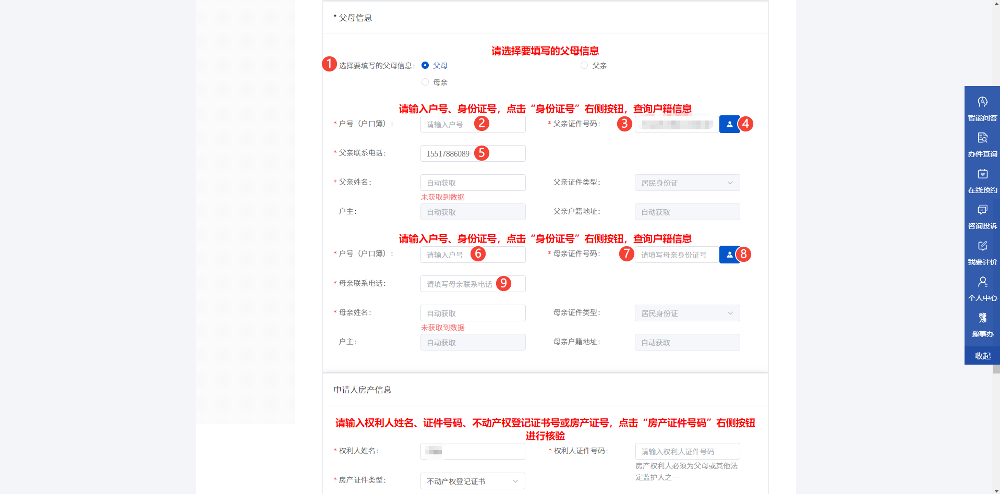 * 父母信息
请选择要填写的父母信息
1 选择要填写的父母信息： 父母 父亲
母亲
请输入户号、身份证号，点击“身份证号”右侧按钮，查询户籍信息
* 户号（户口簿）： 请输入户号 2 * 父亲证件号码： 3 4
* 父亲联系电话： 15517886089 5
* 父亲姓名： 自动获取 父亲证件类型： 居民身份证
未获取到数据
户主： 自动获取 父亲户籍地址： 自动获取
请输入户号、身份证号，点击“身份证号”右侧按钮，查询户籍信息
* 户号（户口簿）： 请输入户号 6 * 母亲证件号码： 7 请填写母亲身份证号 8
* 母亲联系电话： 请填写母亲联系电话 9
* 母亲姓名： 自动获取 母亲证件类型： 居民身份证
未获取到数据
户主： 自动获取 母亲户籍地址： 自动获取
申请人房产信息
请输入权利人姓名、证件号码、不动产权登记证书号或房产证号，点击“房产证件号码”右侧按钮
进行核验
* 权利人姓名： * 权利人证件号码： 请输入权利人证件号码
房产权利人必须为父母或其他法
定监护人之一
* 房产证件类型： 不动产权登记证书
智能问答
办件查询
在线预约
咨询投诉
我要评价
个人中心
豫事办
收起